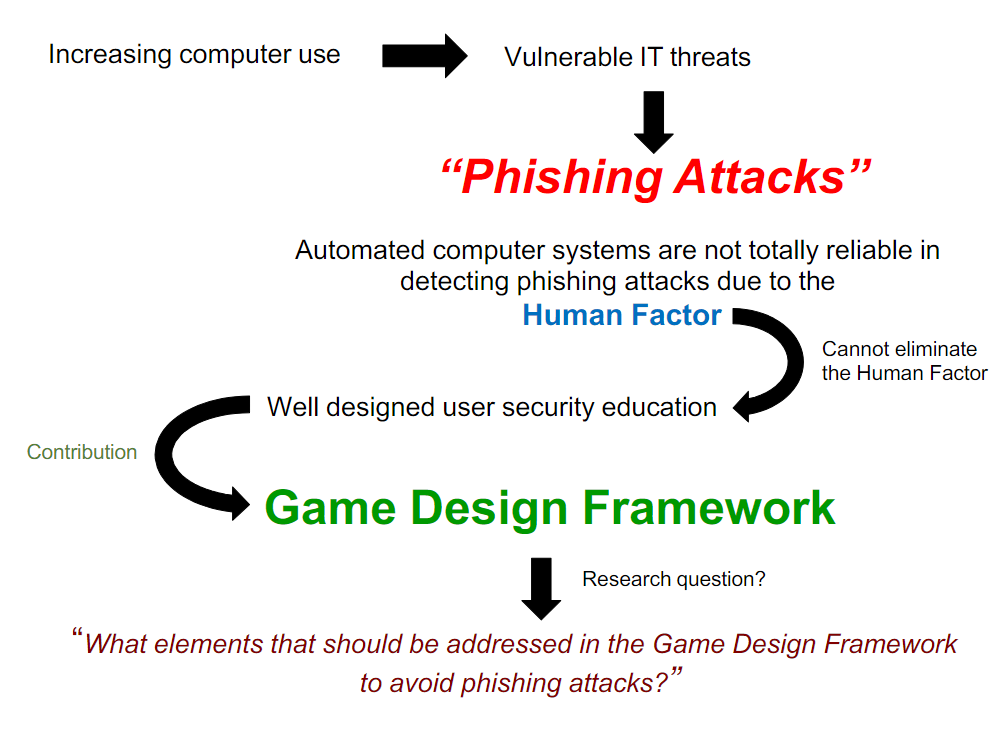 Increasing computer use
Vulnerable IT threats
“Phishing Attacks”
Automated computer systems are not totally reliable in
detecting phishing attacks due to the
Human Factor
Cannot eliminate
the Human Factor
Well designed user security education
Contribution
Game Design Framework
Research question?
“What elements that should be addressed in the Game Design Framework
to avoid phishing attacks?”